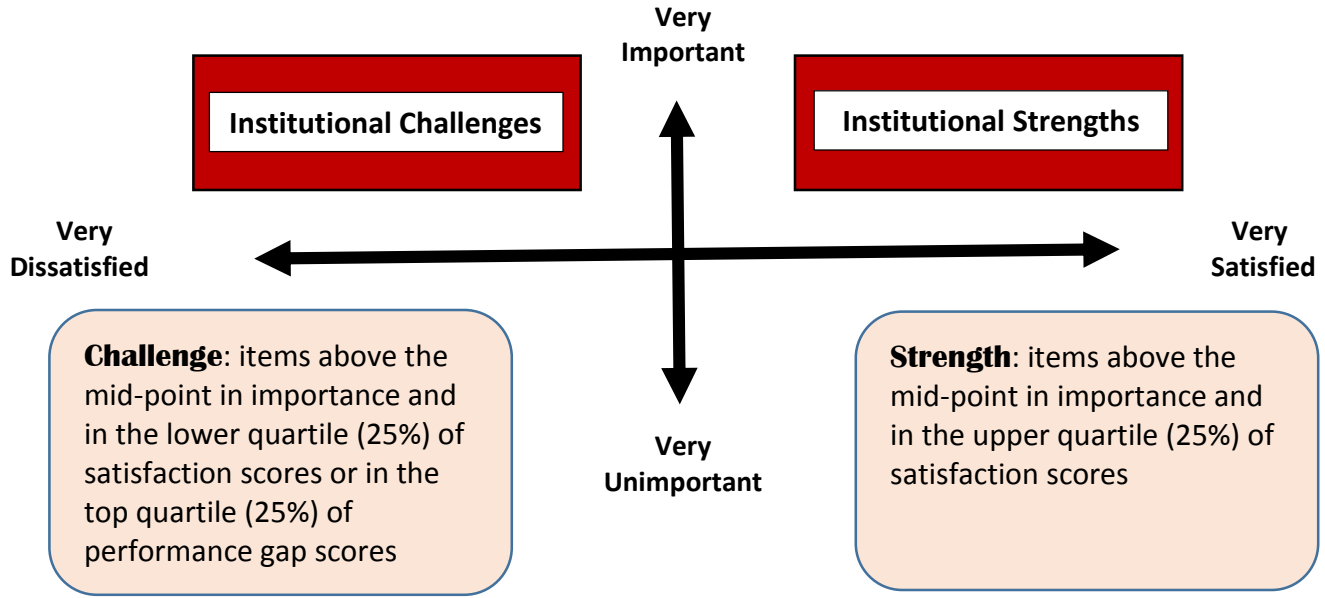 Very
Important
Institutional Challenges
Institutional Strengths
Very
Dissatisfied
Very
Satisfied
Challenge: items above the
mid-point in importance and
in the lower quartile (25%) of
satisfaction scores or in the
top quartile (25%) of
performance gap scores
Very
Unimportant
Strength: items above the
mid-point in importance and
in the upper quartile (25%) of
satisfaction scores